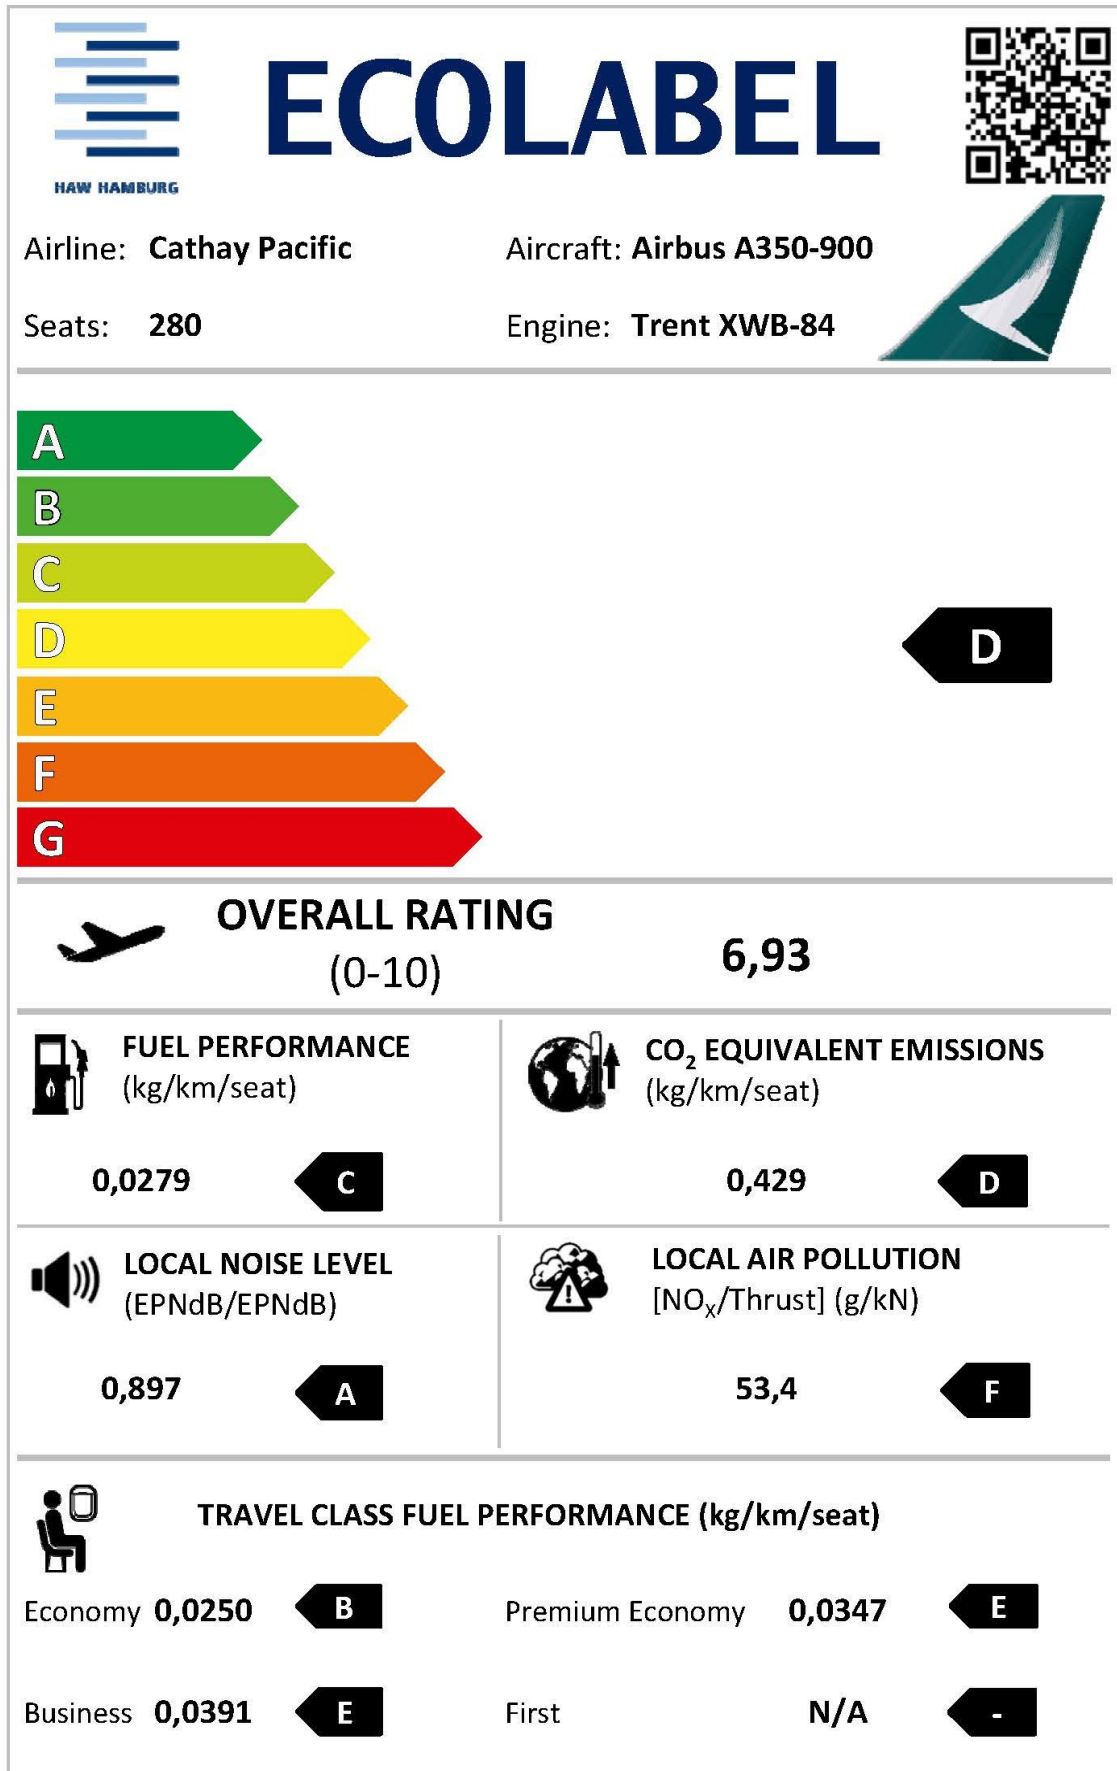 HAW HAMBURG
ECOLABEL
Airline: Cathay Pacific Aircraft: Airbus A350-900
Seats: 280 Engine: Trent XWB-84
A
B
C
D
D
E
F
G
OVERALL RATING
(0-10)
6,93
FUEL PERFORMANCE
(kg/km/seat)
0,0279 C
CO₂ EQUIVALENT EMISSIONS
(kg/km/seat)
0,429 D
LOCAL NOISE LEVEL
(EPNdB/EPNdB)
0,897 A
LOCAL AIR POLLUTION
[NOₓ/Thrust] (g/kN)
53,4 F
TRAVEL CLASS FUEL PERFORMANCE (kg/km/seat)
Economy 0,0250 B Premium Economy 0,0347 E
Business 0,0391 E First N/A -